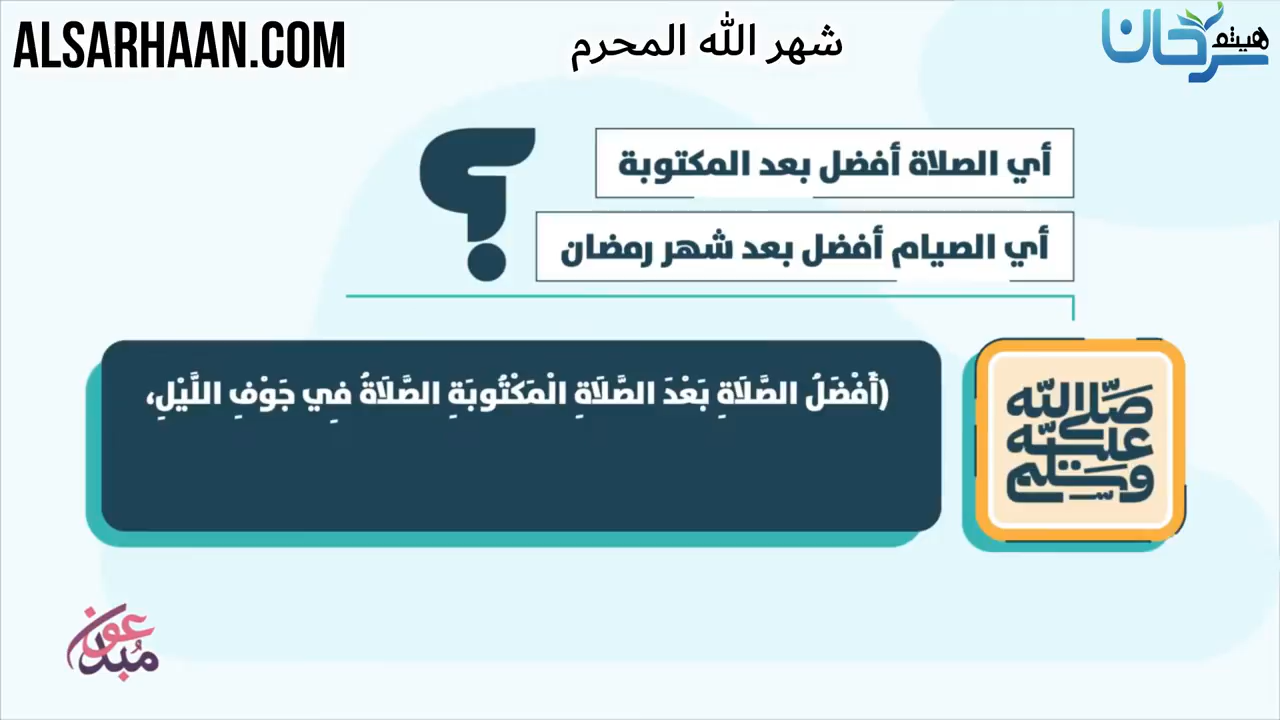 ALSARHAAN.COM
شهر الله المحرم
هيثم سرحان
أي الصلاة أفضل بعد المكتوبة
أي الصيام أفضل بعد شهر رمضان
؟
(أَفْضَلُ الصَّلَاةِ بَعْدَ الصَّلَاةِ الْمَكْتُوبَةِ الصَّلَاةُ فِي جَوْفِ اللَّيْلِ،
صلى الله
عليه
وسلم
مبدعون